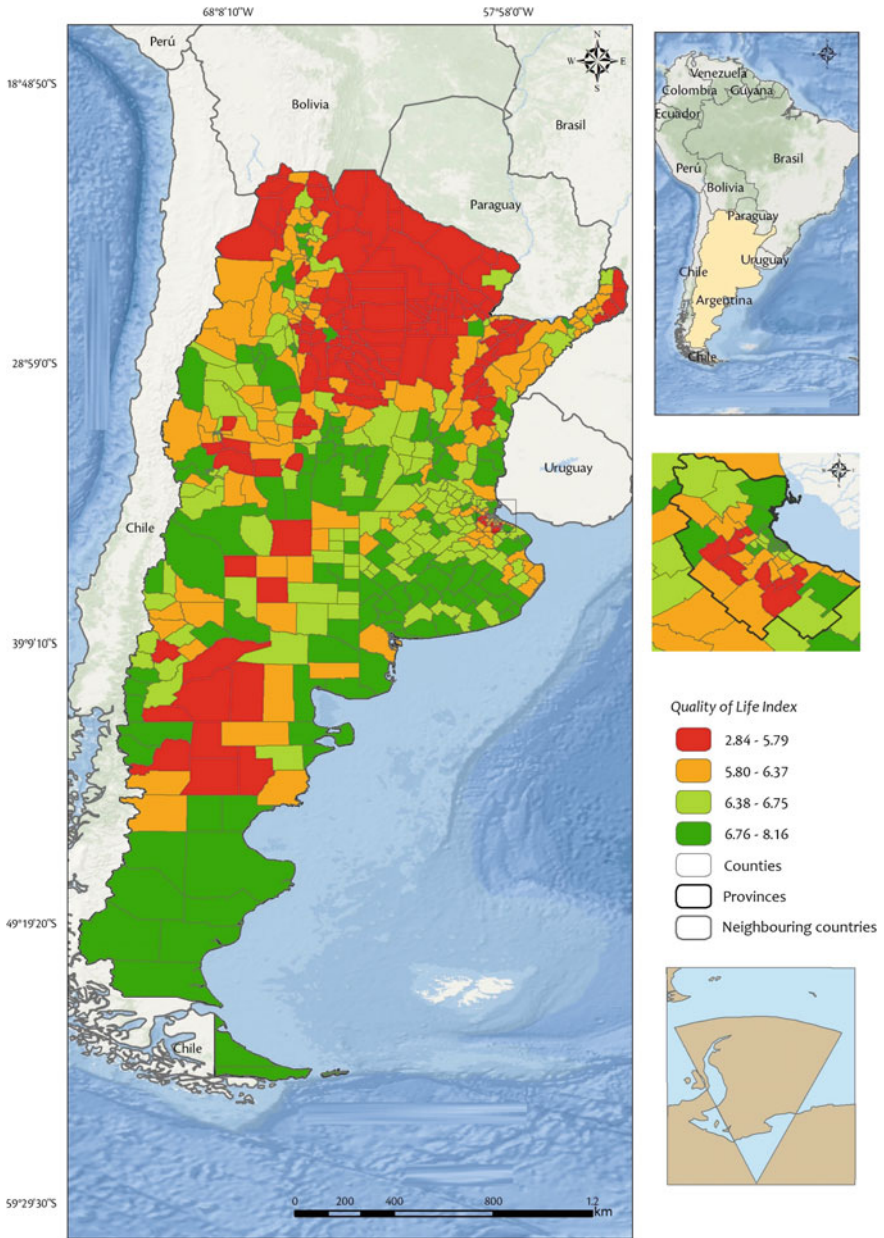 68°8'10"W
57°58'0"W
18°48'50"S
28°59'0"S
39°9'10"S
49°19'20"S
59°29'30"S
Perú
Bolivia
Brasil
Paraguay
Uruguay
Chile
Chile
N
W
E
S
0
200
400
800
1.2
km
Venezuela
Colombia
Guyana
Ecuador
Perú
Brasil
Bolivia
Paraguay
Uruguay
Chile
Argentina
Chile
Quality of Life Index
2.84 - 5.79
5.80 - 6.37
6.38 - 6.75
6.76 - 8.16
Counties
Provinces
Neighbouring countries